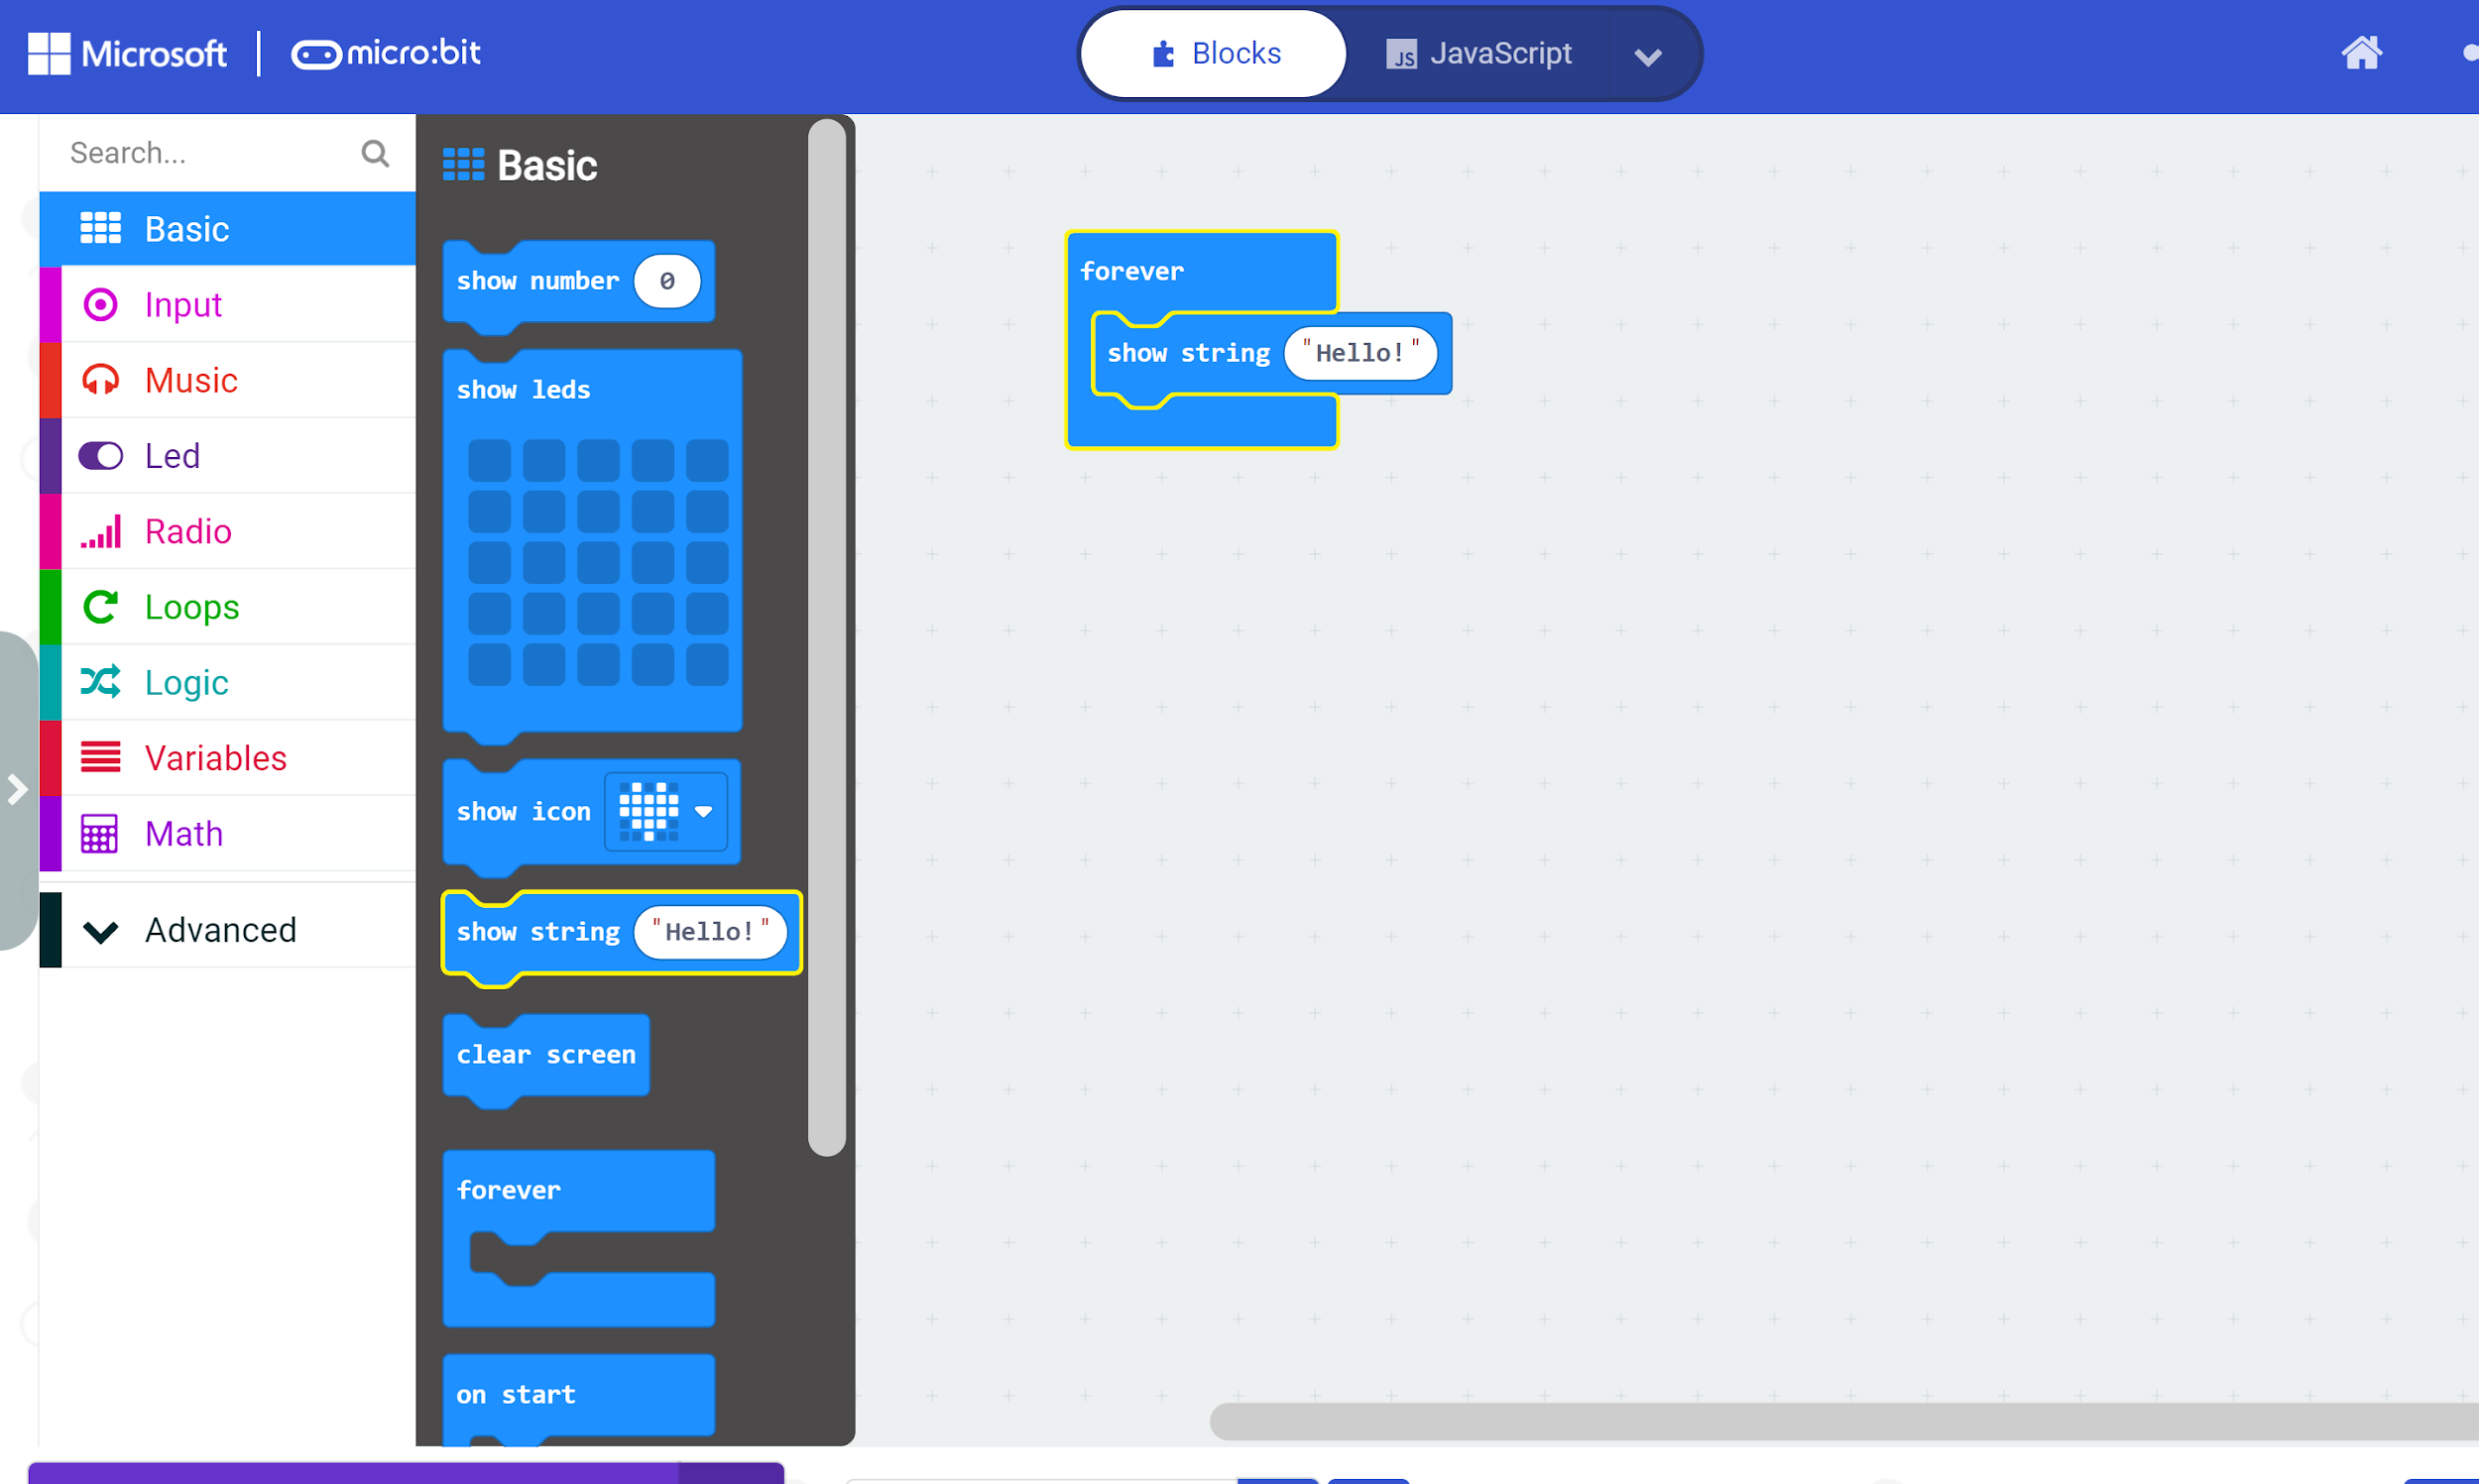 Microsoft | micro:bit
Blocks
JS JavaScript
Search...
Basic
Input
Music
Led
Radio
Loops
Logic
Variables
Math
Advanced
Basic
show number 0
show leds
show icon
show string "Hello!"
clear screen
forever
on start
forever
show string "Hello!"